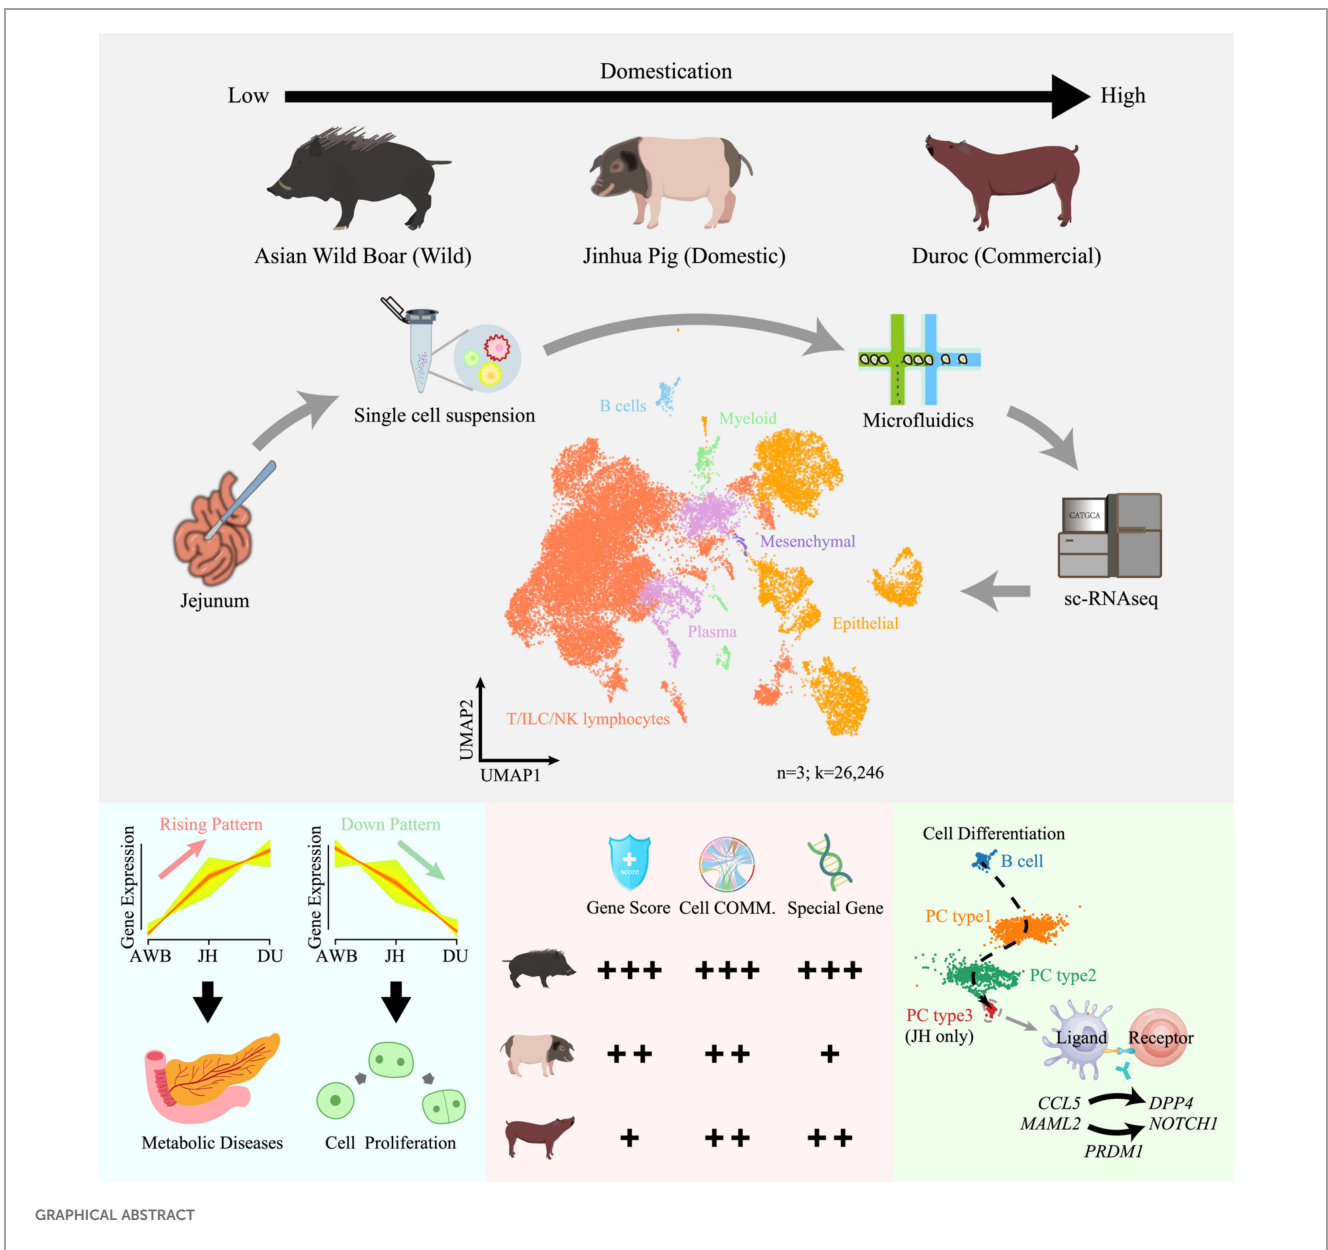 Domestication
Low
High
Asian Wild Boar (Wild)
Jinhua Pig (Domestic)
Duroc (Commercial)
Single cell suspension
Microfluidics
Jejunum
CATGCA
sc-RNAseq
B cells
Myeloid
Mesenchymal
Epithelial
Plasma
T/ILC/NK lymphocytes
UMAP2
UMAP1
n=3; k=26,246
Rising Pattern
Gene Expression
AWB JH DU
Metabolic Diseases
Down Pattern
Gene Expression
AWB JH DU
Cell Proliferation
score
Gene Score Cell COMM. Special Gene
+++ +++ +++
++ ++ +
+ ++ ++
Cell Differentiation
B cell
PC type1
PC type2
PC type3
(JH only)
Ligand
Receptor
CCL5 DPP4
MAML2 NOTCH1
PRDM1
GRAPHICAL ABSTRACT